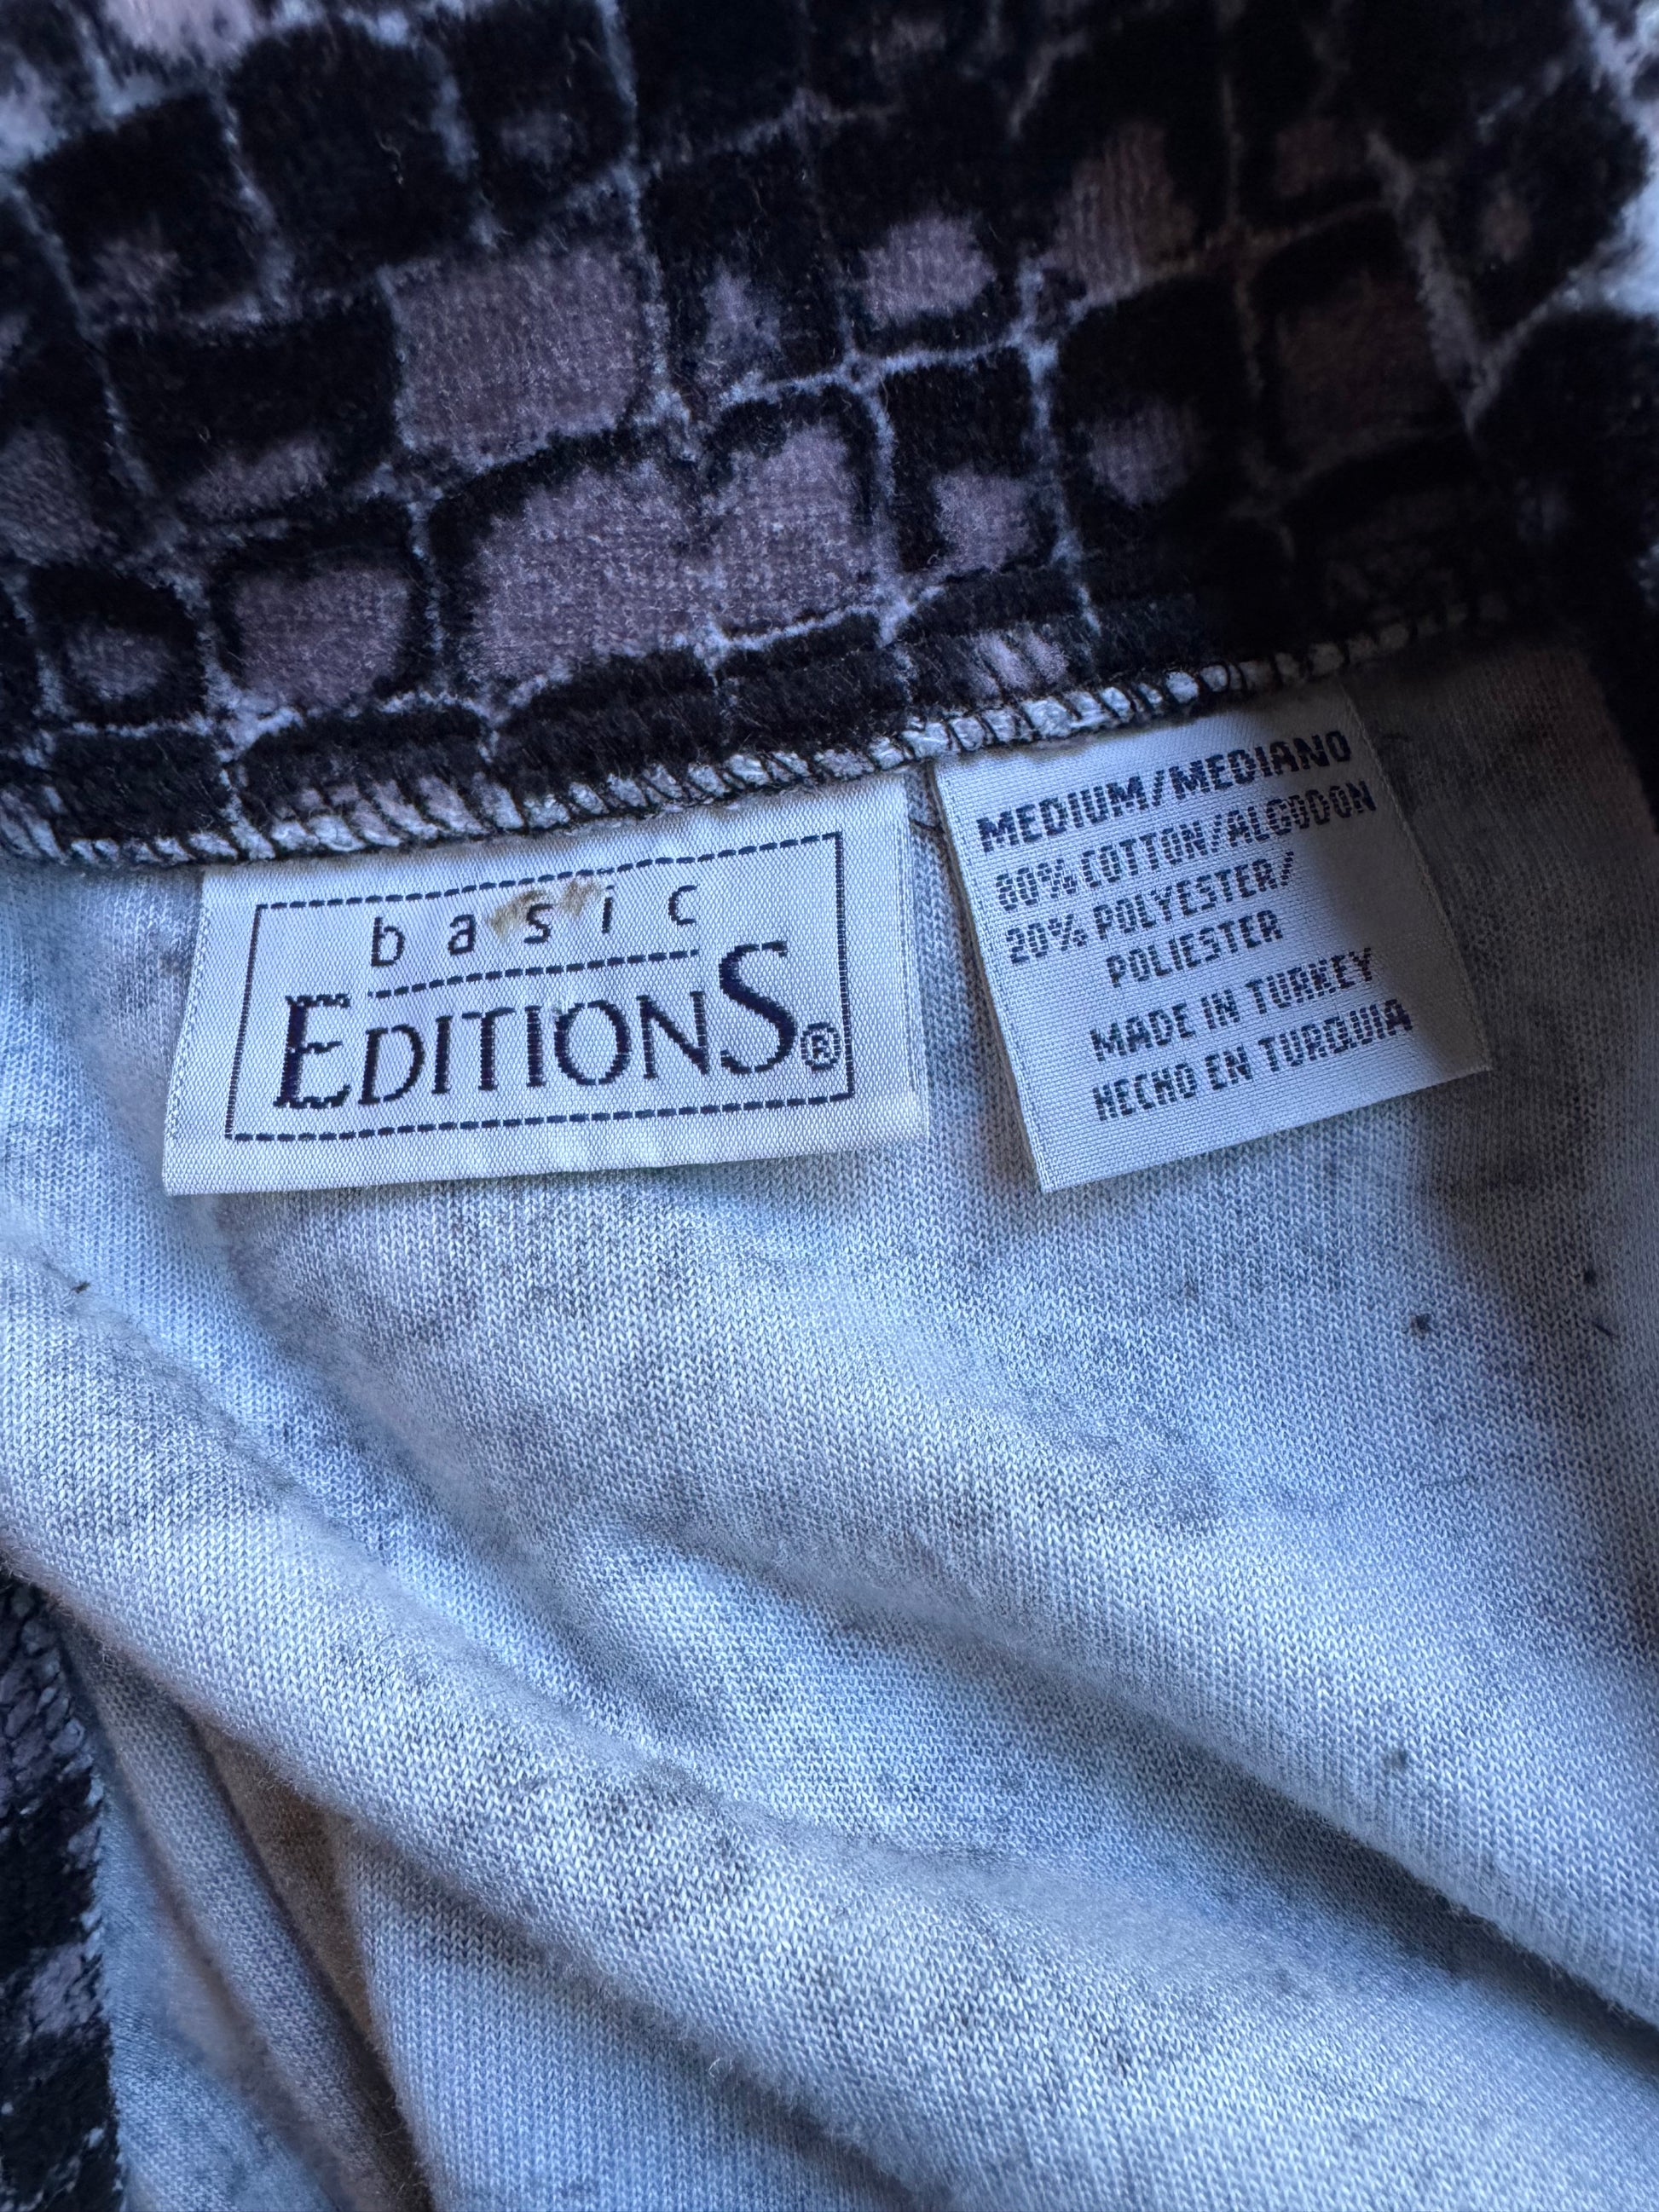 basic
EDITIONS®
MEDIUM/MEDIANO
80% COTTON/ALGODON
20% POLYESTER/
POLIESTER
MADE IN TURKEY
HECHO EN TURQUIA